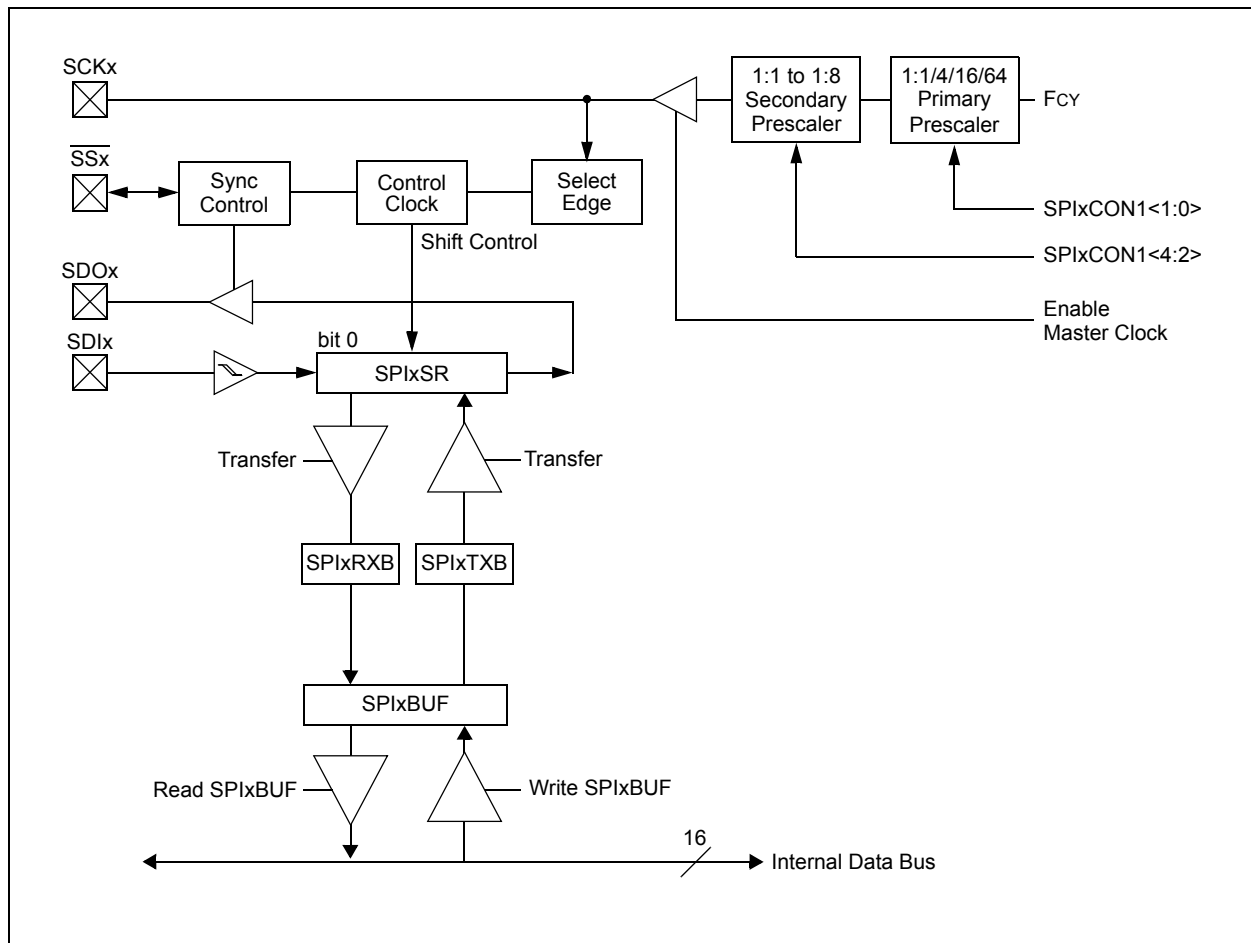 SCKx
1:1 to 1:8
Secondary
Prescaler
1:1/4/16/64
Primary
Prescaler
FCY
SSx
Sync
Control
Control
Clock
Select
Edge
SPIxCON1<1:0>
Shift Control
SPIxCON1<4:2>
SDOx
Enable
Master Clock
SDIx
bit 0
SPIxSR
Transfer
Transfer
SPIxRXB
SPIxTXB
SPIxBUF
Read SPIxBUF
Write SPIxBUF
16
Internal Data Bus